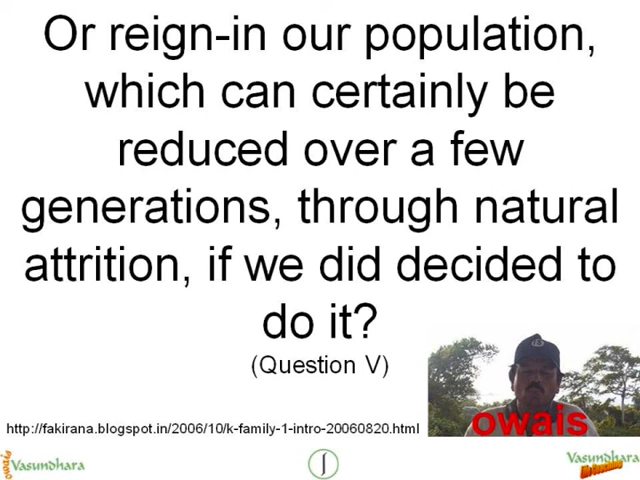 Or reign-in our population,
which can certainly be
reduced over a few
generations, through natural
attrition, if we did decided to
do it?
(Question V)
owais
http://fakirana.blogspot.in/2006/10/k-family-1-intro-20060820.html
owais
Vasundhara
Vasundhara